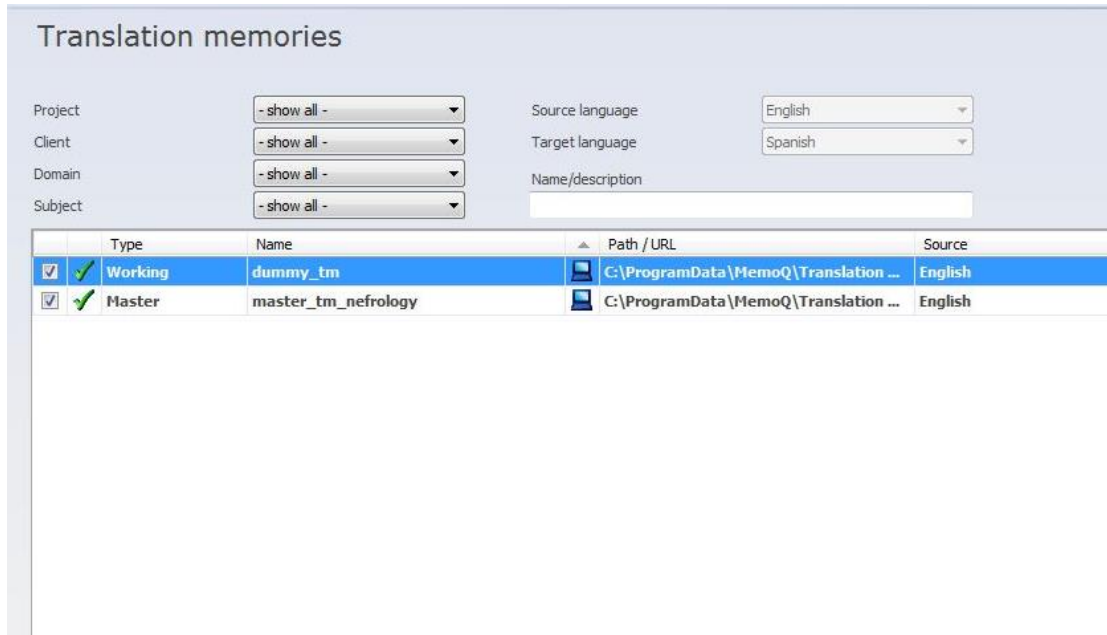 Translation memories
Project - show all - Source language English
Client - show all - Target language Spanish
Domain - show all - Name/description
Subject - show all -
Type Name Path / URL Source
Working dummy_tm C:\ProgramData\MemoQ\Translation ... English
Master master_tm_nefrology C:\ProgramData\MemoQ\Translation ... English